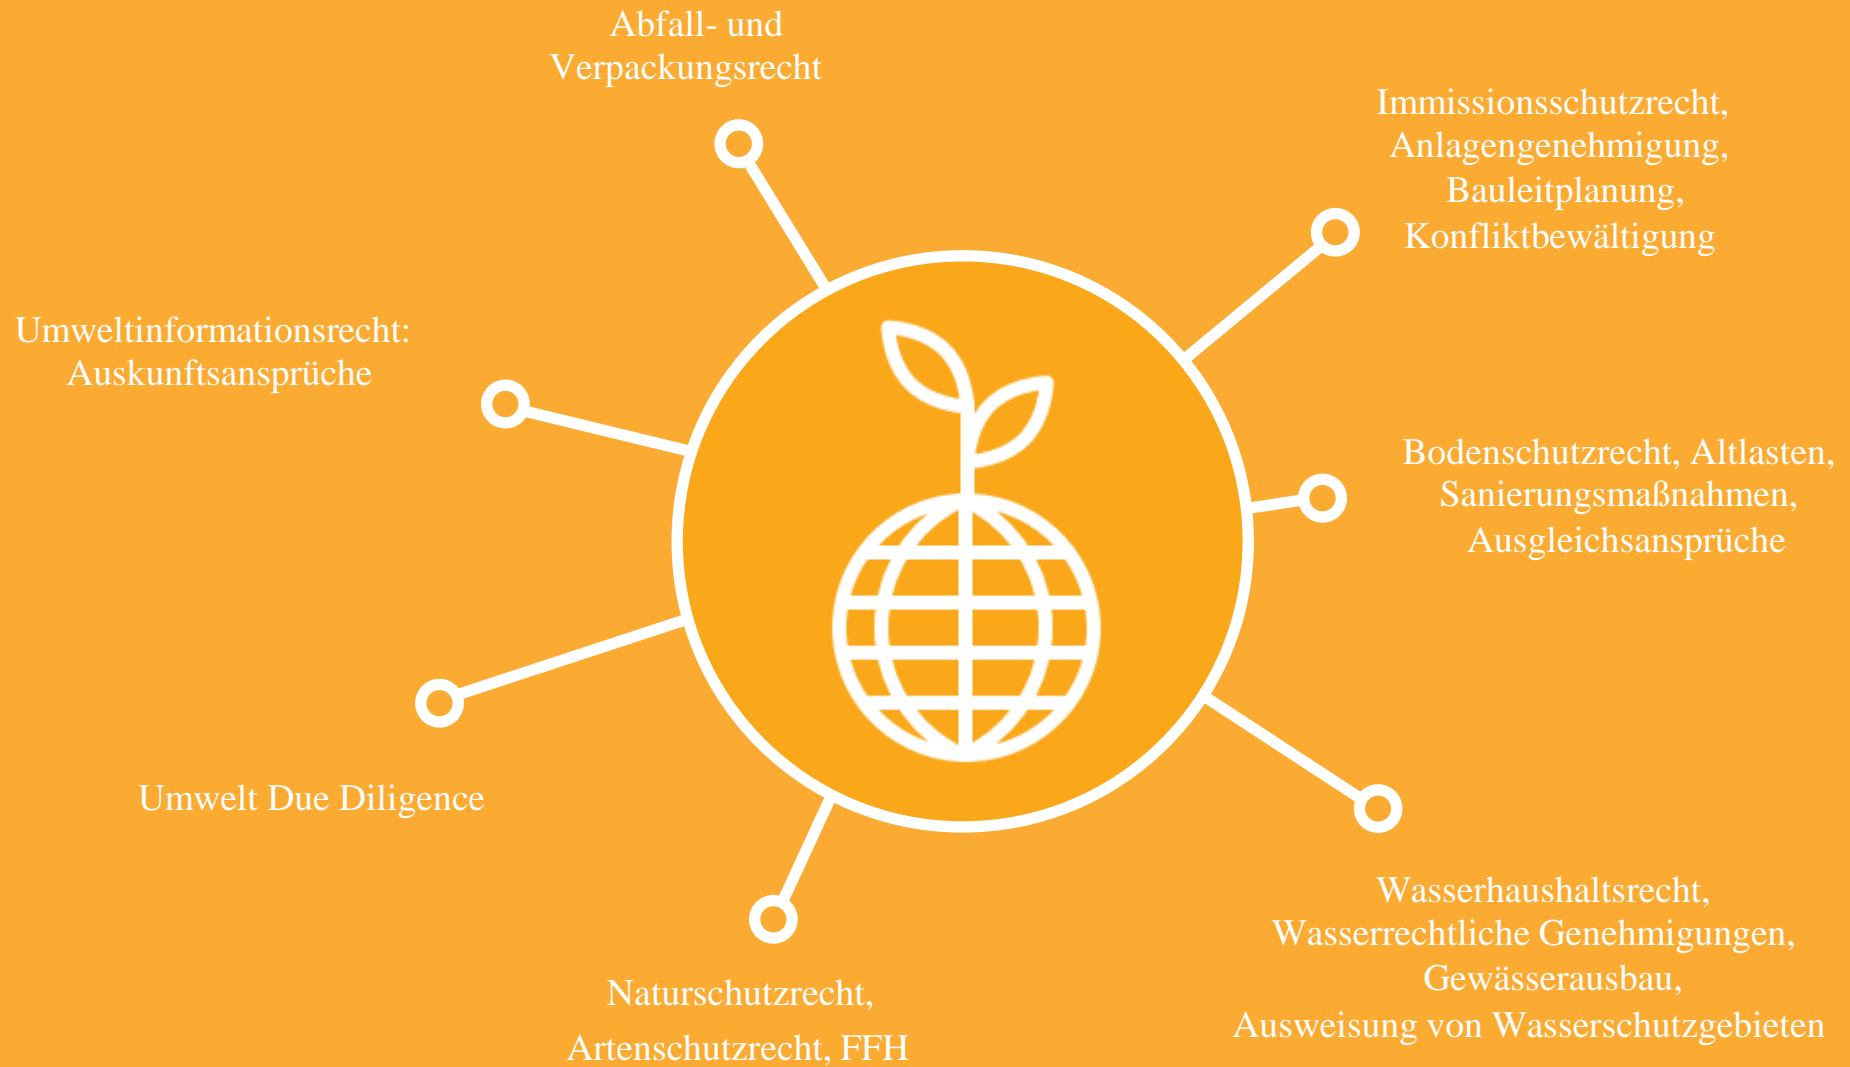 Abfall- und
Verpackungsrecht
Immissionsschutzrecht,
Anlagengenehmigung,
Bauleitplanung,
Konfliktbewältigung
Umweltinformationsrecht:
Auskunftsansprüche
Bodenschutzrecht, Altlasten,
Sanierungsmaßnahmen,
Ausgleichsansprüche
Umwelt Due Diligence
Wasserhaushaltsrecht,
Wasserrechtliche Genehmigungen,
Gewässerausbau,
Ausweisung von Wasserschutzgebieten
Naturschutzrecht,
Artenschutzrecht, FFH